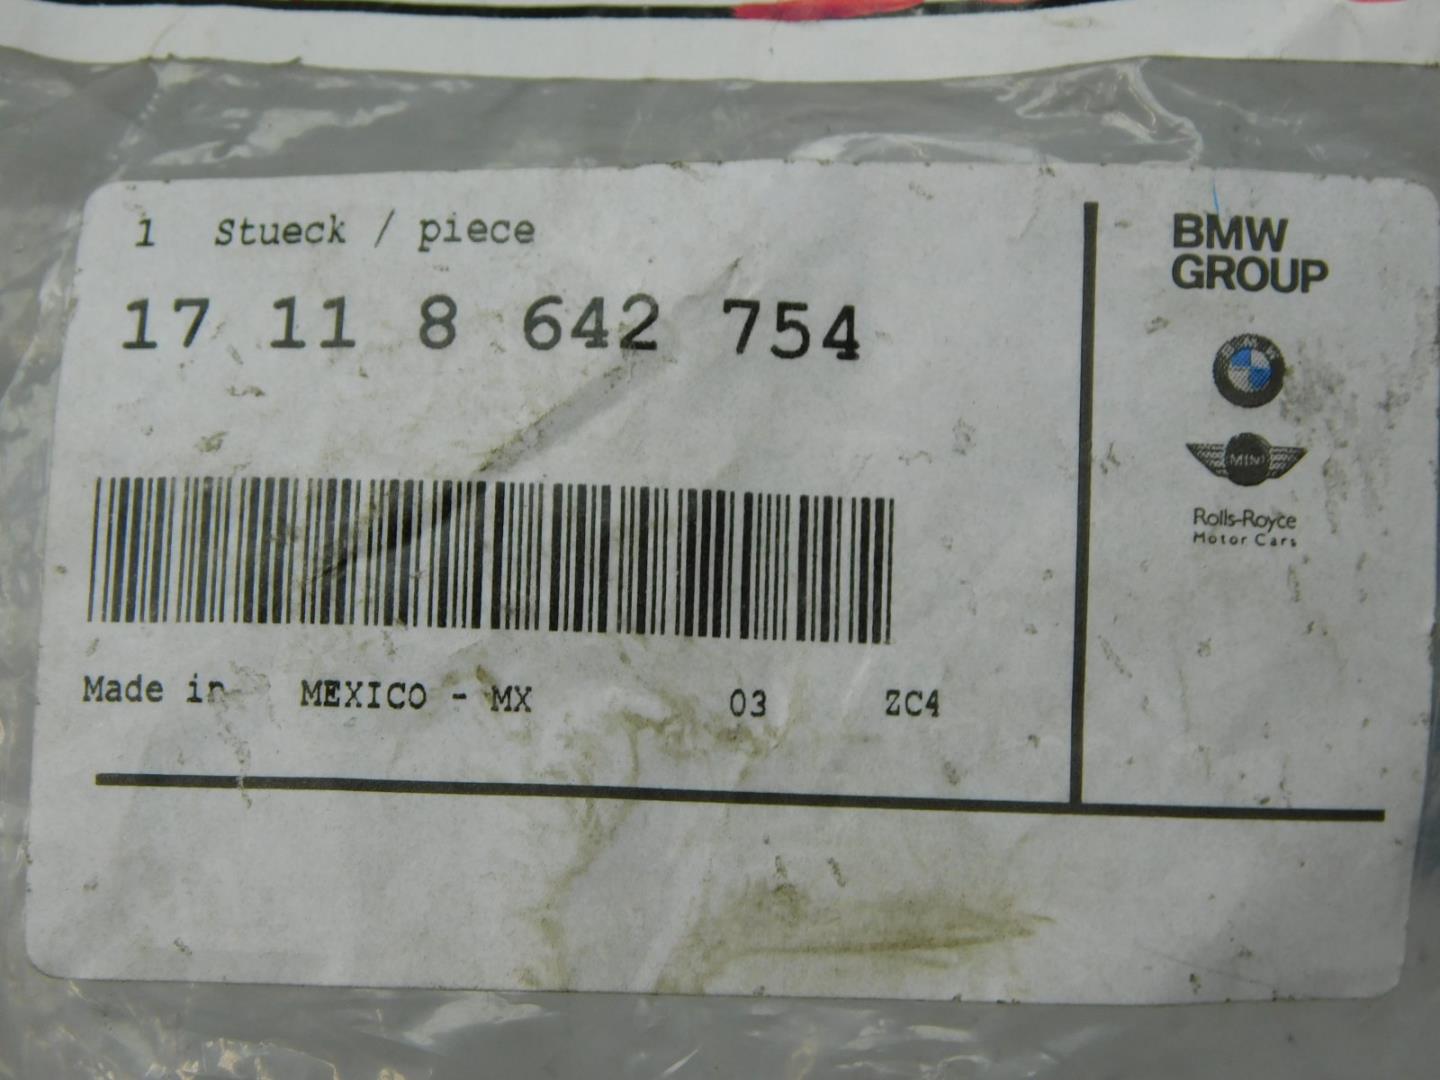 1 Stueck / piece
17 11 8 642 754
Made in MEXICO - MX 03 ZC4
BMW
GROUP
BMW
MINI
Rolls-Royce
Motor Cars